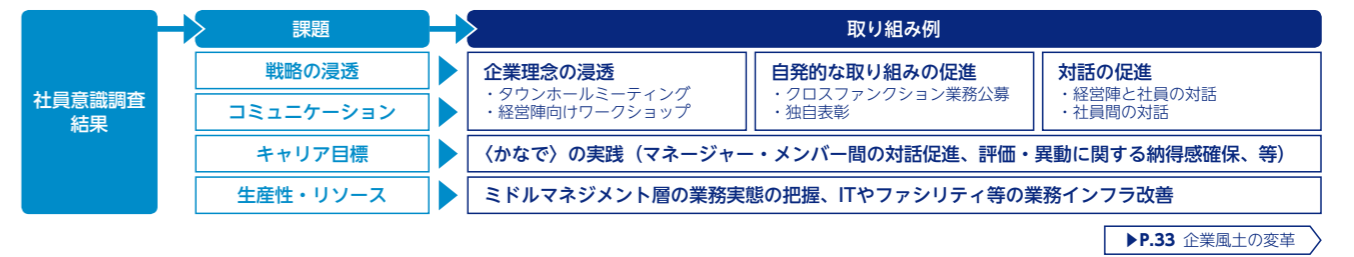 社員意識調査
結果
課題
取り組み例
戦略の浸透
コミュニケーション
企業理念の浸透
・タウンホールミーティング
・経営陣向けワークショップ
自発的な取り組みの促進
・クロスファンクション業務公募
・独自表彰
対話の促進
・経営陣と社員の対話
・社員間の対話
キャリア目標
〈かなで〉の実践（マネージャー・メンバー間の対話促進、評価・異動に関する納得感確保、等）
生産性・リソース
ミドルマネジメント層の業務実態の把握、ITやファシリティ等の業務インフラ改善
▶P.33 企業風土の変革